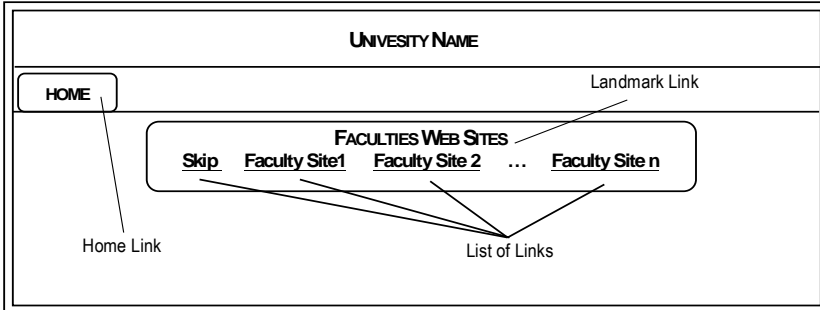 UNIVESITY NAME
Landmark Link
HOME
FACULTIES WEB SITES
Skip Faculty Site1 Faculty Site 2 ... Faculty Site n
Home Link
List of Links